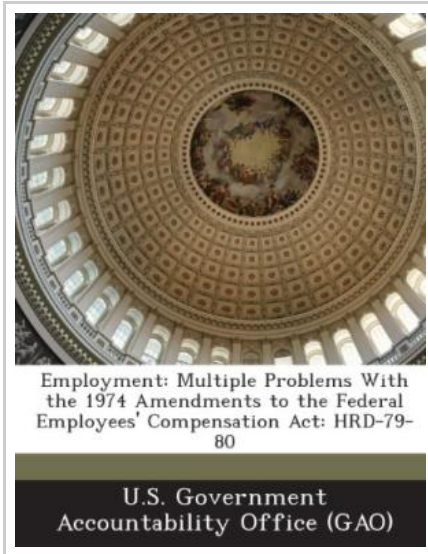 Employment: Multiple Problems With
the 1974 Amendments to the Federal
Employees' Compensation Act: HRD-79-
80
U.S. Government
Accountability Office (GAO)